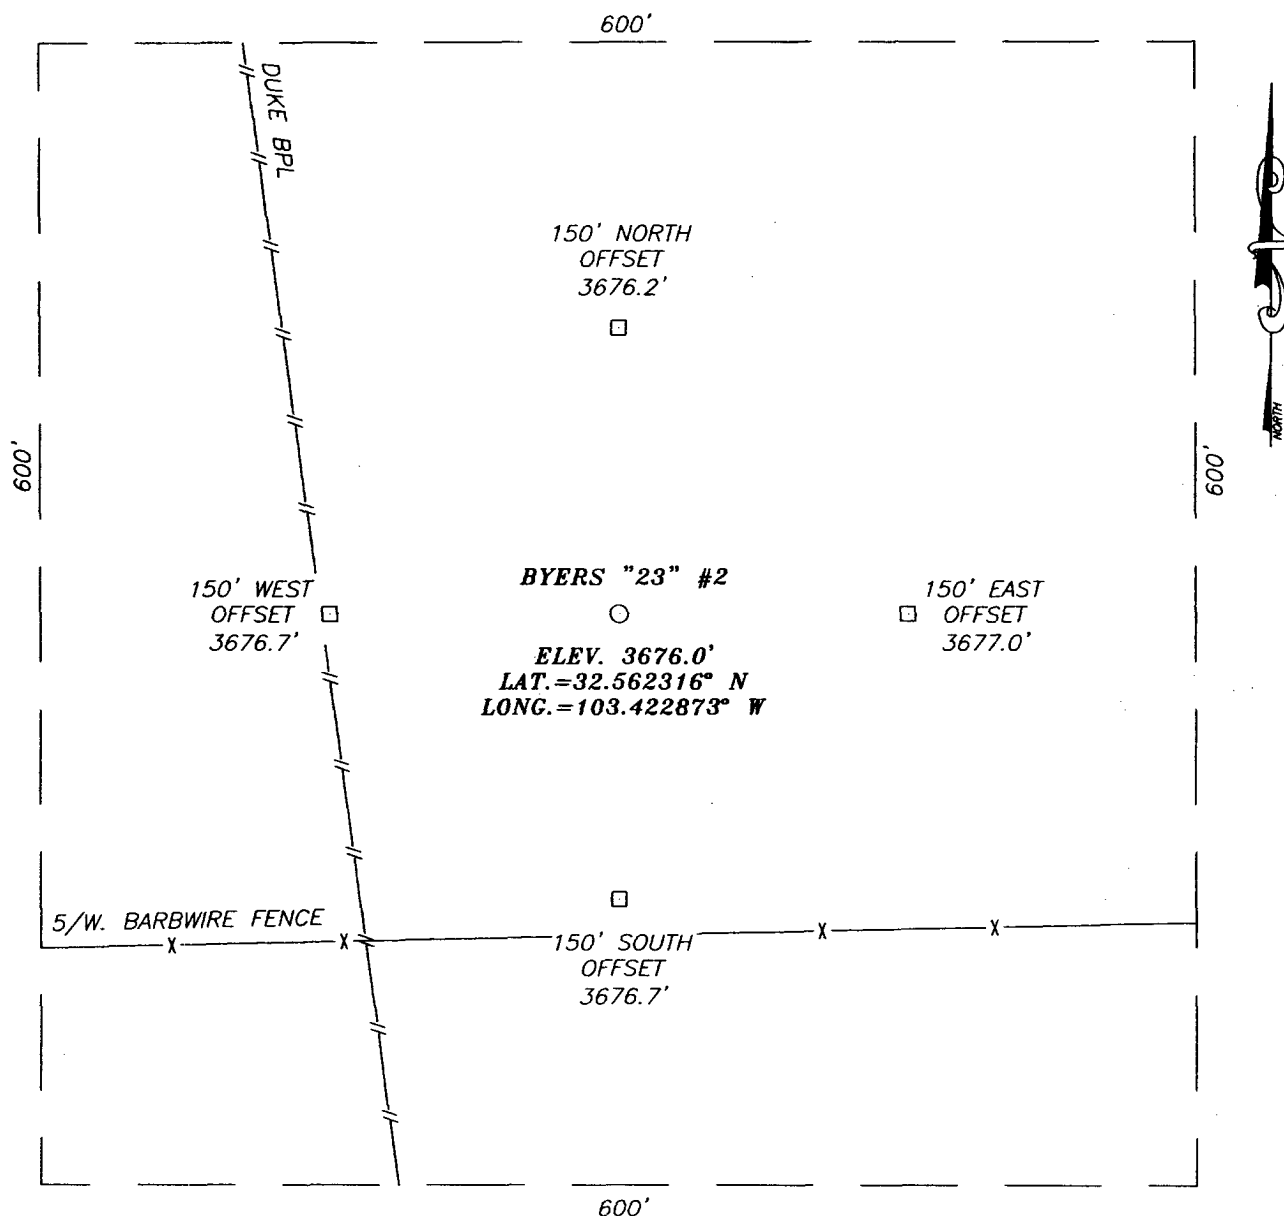 600'
DUKE BPL
150' NORTH
OFFSET
3676.2'
NORTH
600'
600'
150' WEST
OFFSET
3676.7'
BYERS "23" #2
ELEV. 3676.0'
LAT.=32.562316° N
LONG.=103.422873° W
150' EAST
OFFSET
3677.0'
5/W. BARBWIRE FENCE
150' SOUTH
OFFSET
3676.7'
600'